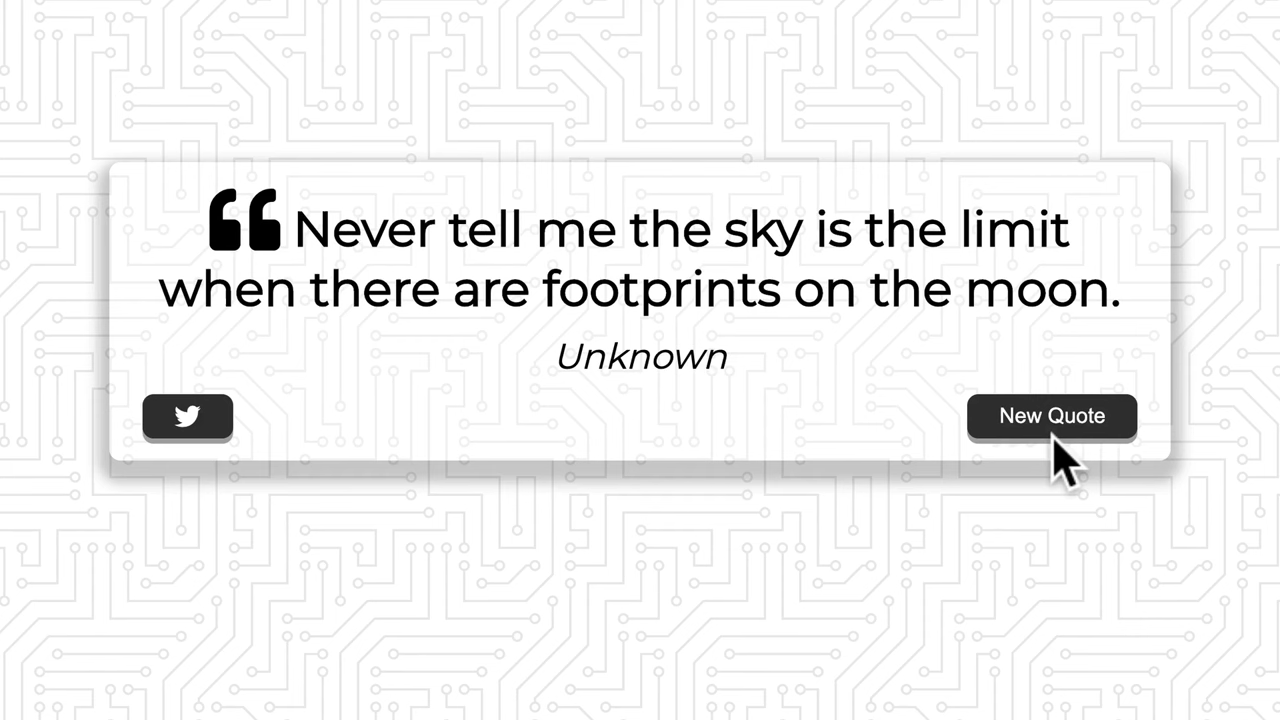 Never tell me the sky is the limit
when there are footprints on the moon.
Unknown
New Quote